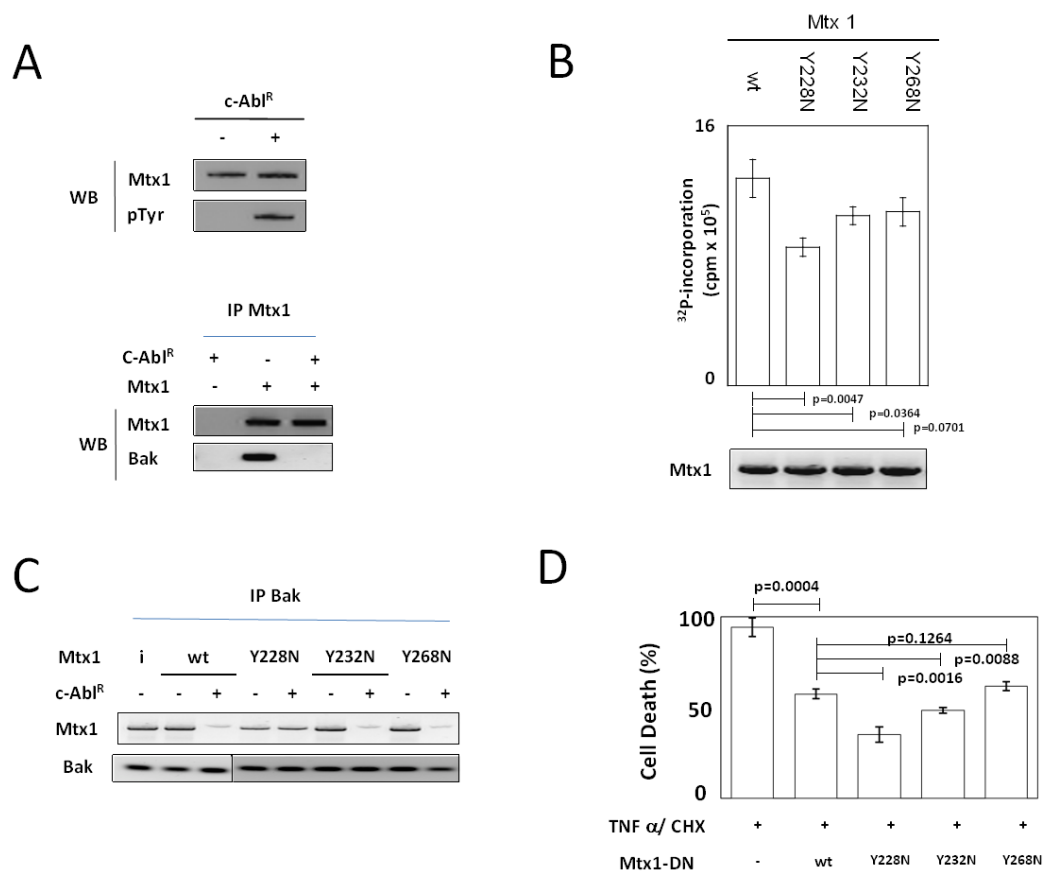 A
c-Abl^R
- +
WB
Mtx1
pTyr
IP Mtx1
C-Abl^R + - +
Mtx1 - + +
WB
Mtx1
Bak
B
Mtx 1
wt Y228N Y232N Y268N
16
³²P-incorporation
(cpm x 10⁵)
0
p=0.0047
p=0.0364
p=0.0701
Mtx1
C
IP Bak
Mtx1 i wt Y228N Y232N Y268N
c-Abl^R - - + - + - + - +
Mtx1
Bak
D
p=0.0004
100
p=0.1264
p=0.0088
p=0.0016
Cell Death (%)
50
0
TNF α/ CHX + + + + +
Mtx1-DN - wt Y228N Y232N Y268N